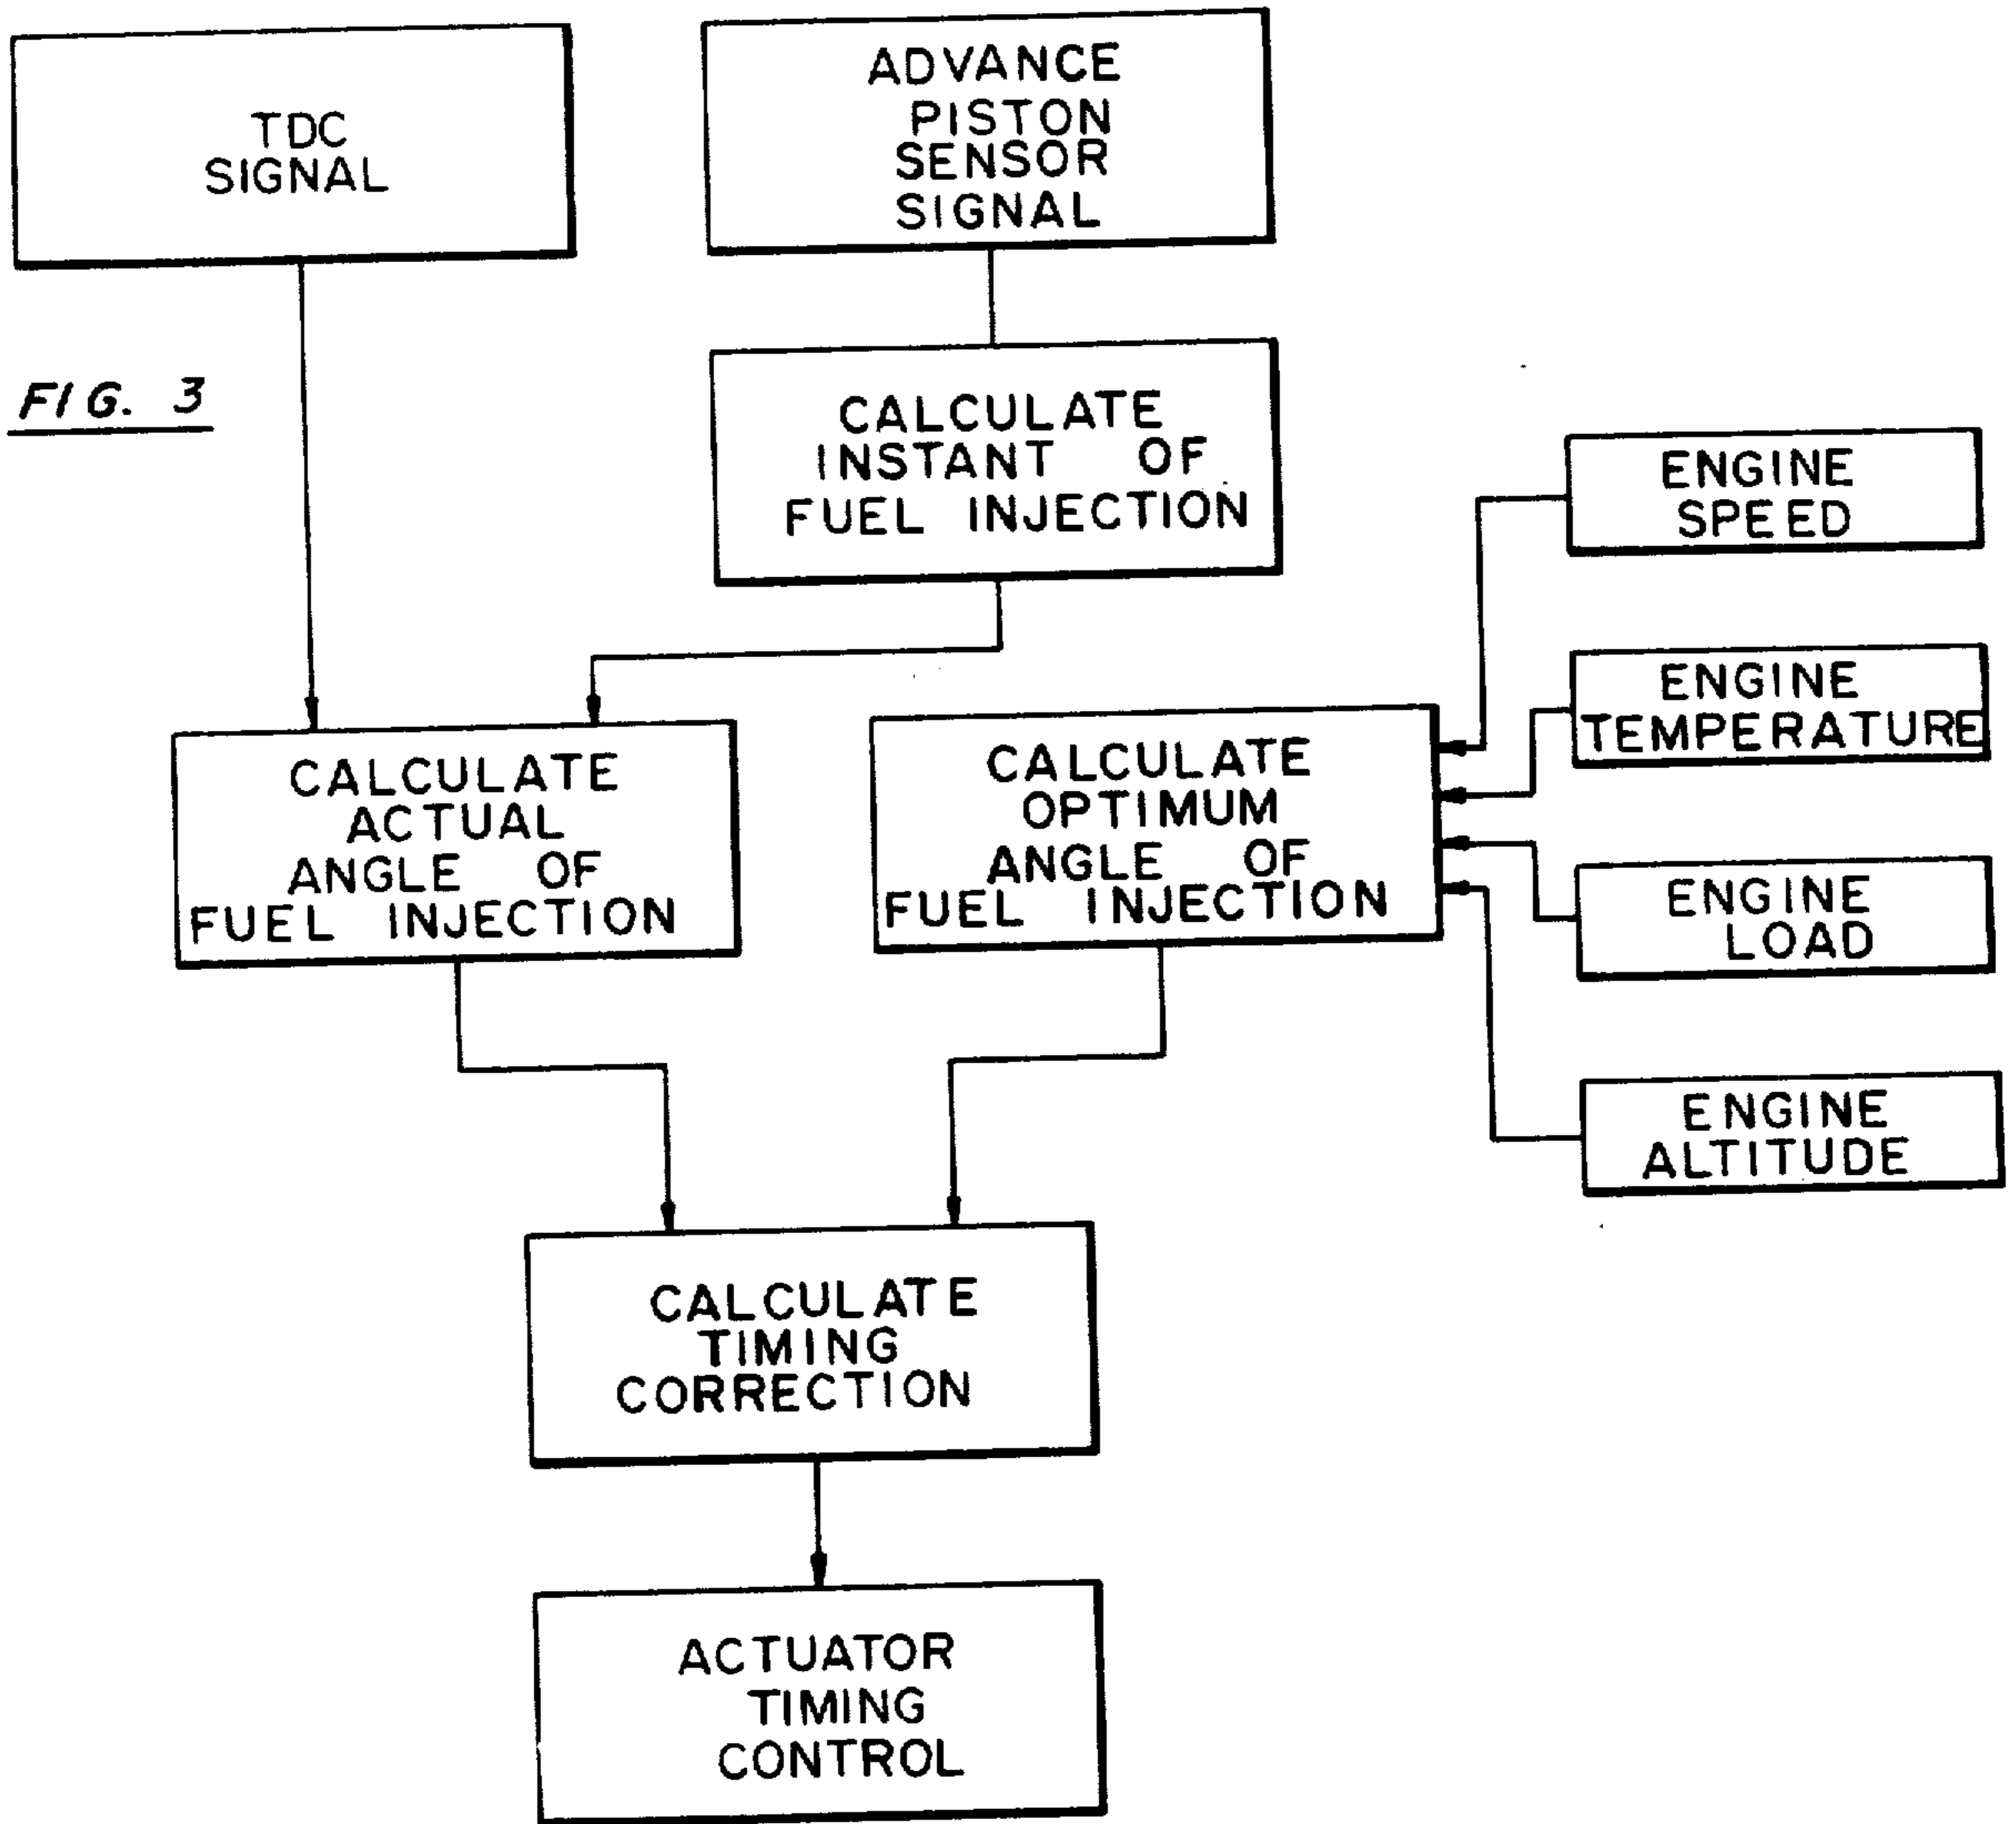 TDC
SIGNAL
ADVANCE
PISTON
SENSOR
SIGNAL
FIG. 3
CALCULATE
INSTANT OF
FUEL INJECTION
ENGINE
SPEED
ENGINE
TEMPERATURE
CALCULATE
ACTUAL
ANGLE OF
FUEL INJECTION
CALCULATE
OPTIMUM
ANGLE OF
FUEL INJECTION
ENGINE
LOAD
ENGINE
ALTITUDE
CALCULATE
TIMING
CORRECTION
ACTUATOR
TIMING
CONTROL